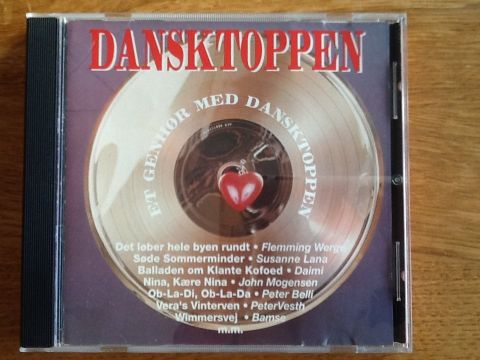 DANSKTOPPEN
ET GENHØR MED DANSKTOPPEN
Det løber hele byen rundt • Flemming Werge
Søde Sommerminder • Susanne Lana
Balladen om Klante Kofoed • Daimi
Nina, Kære Nina • John Mogensen
Ob-La-Di, Ob-La-Da • Peter Belli
Vera's Vinterven • PeterVesth
Wimmersvej • Bamse
m.m.